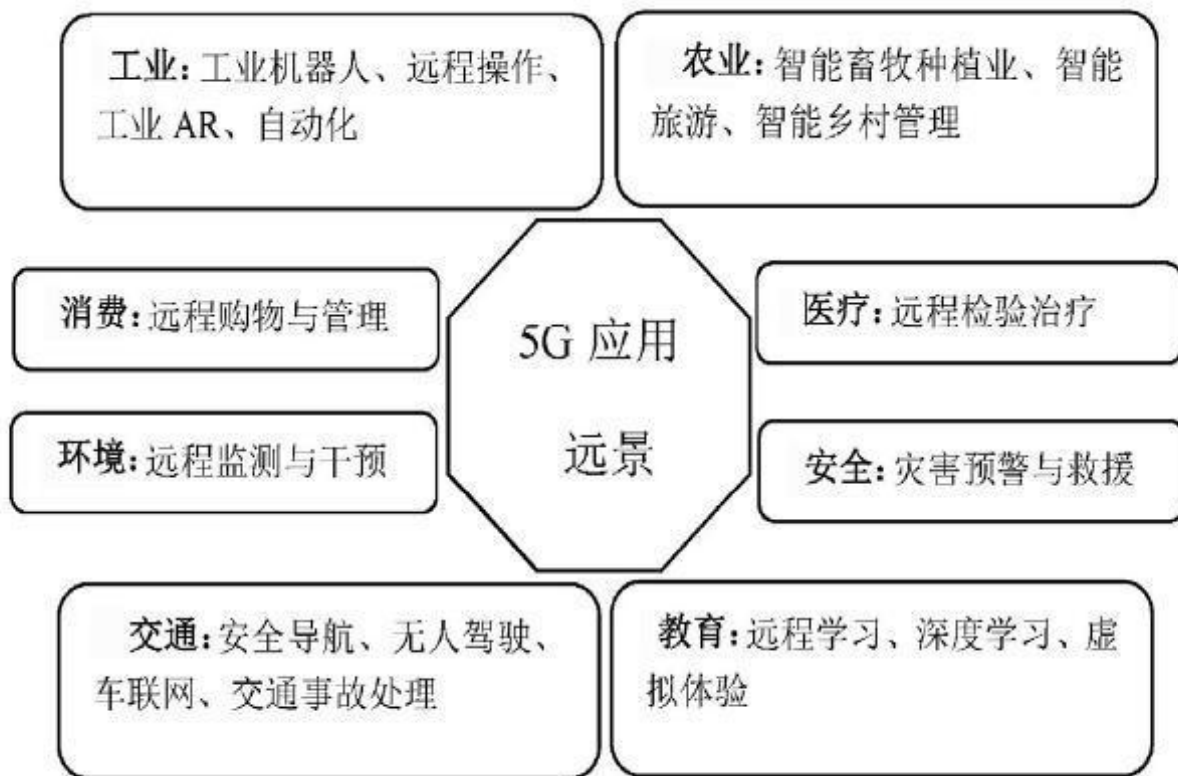 工业：工业机器人、远程操作、
工业 AR、自动化
农业：智能畜牧种植业、智能
旅游、智能乡村管理
消费：远程购物与管理
5G 应用
远景
医疗：远程检验治疗
环境：远程监测与干预
安全：灾害预警与救援
交通：安全导航、无人驾驶、
车联网、交通事故处理
教育：远程学习、深度学习、虚
拟体验